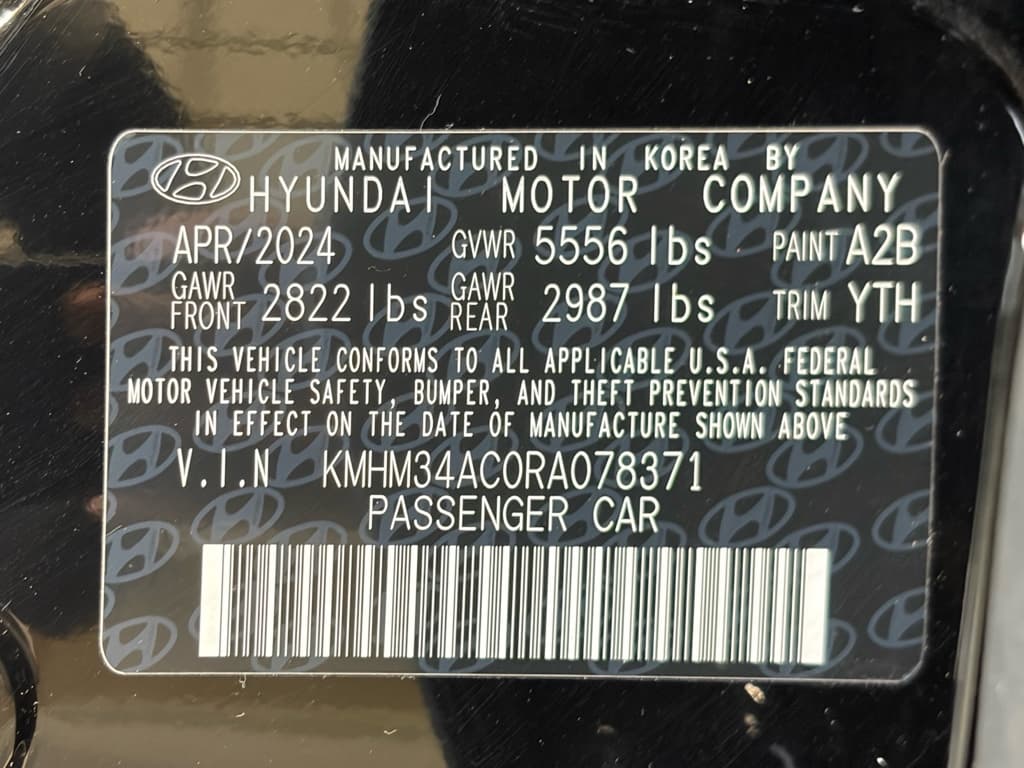 MANUFACTURED IN KOREA BY
HYUNDAI MOTOR COMPANY
APR/2024 GVWR 5556 lbs PAINT A2B
GAWR FRONT 2822 lbs GAWR REAR 2987 lbs TRIM YTH
THIS VEHICLE CONFORMS TO ALL APPLICABLE U.S.A. FEDERAL
MOTOR VEHICLE SAFETY, BUMPER, AND THEFT PREVENTION STANDARDS
IN EFFECT ON THE DATE OF MANUFACTURE SHOWN ABOVE
V.I.N KMHM34AC0RA078371
PASSENGER CAR